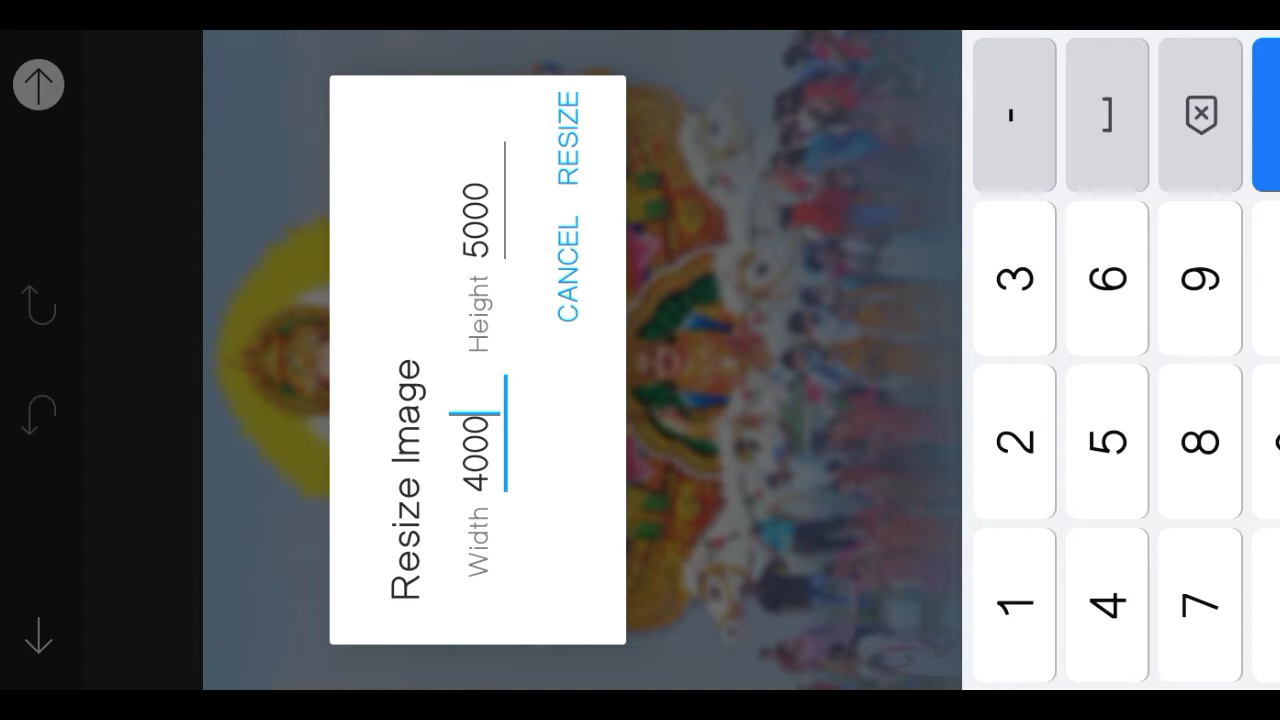 Resize Image
Width 4000 Height 5000
CANCEL RESIZE
1 2 3 -
4 5 6 ]
7 8 9